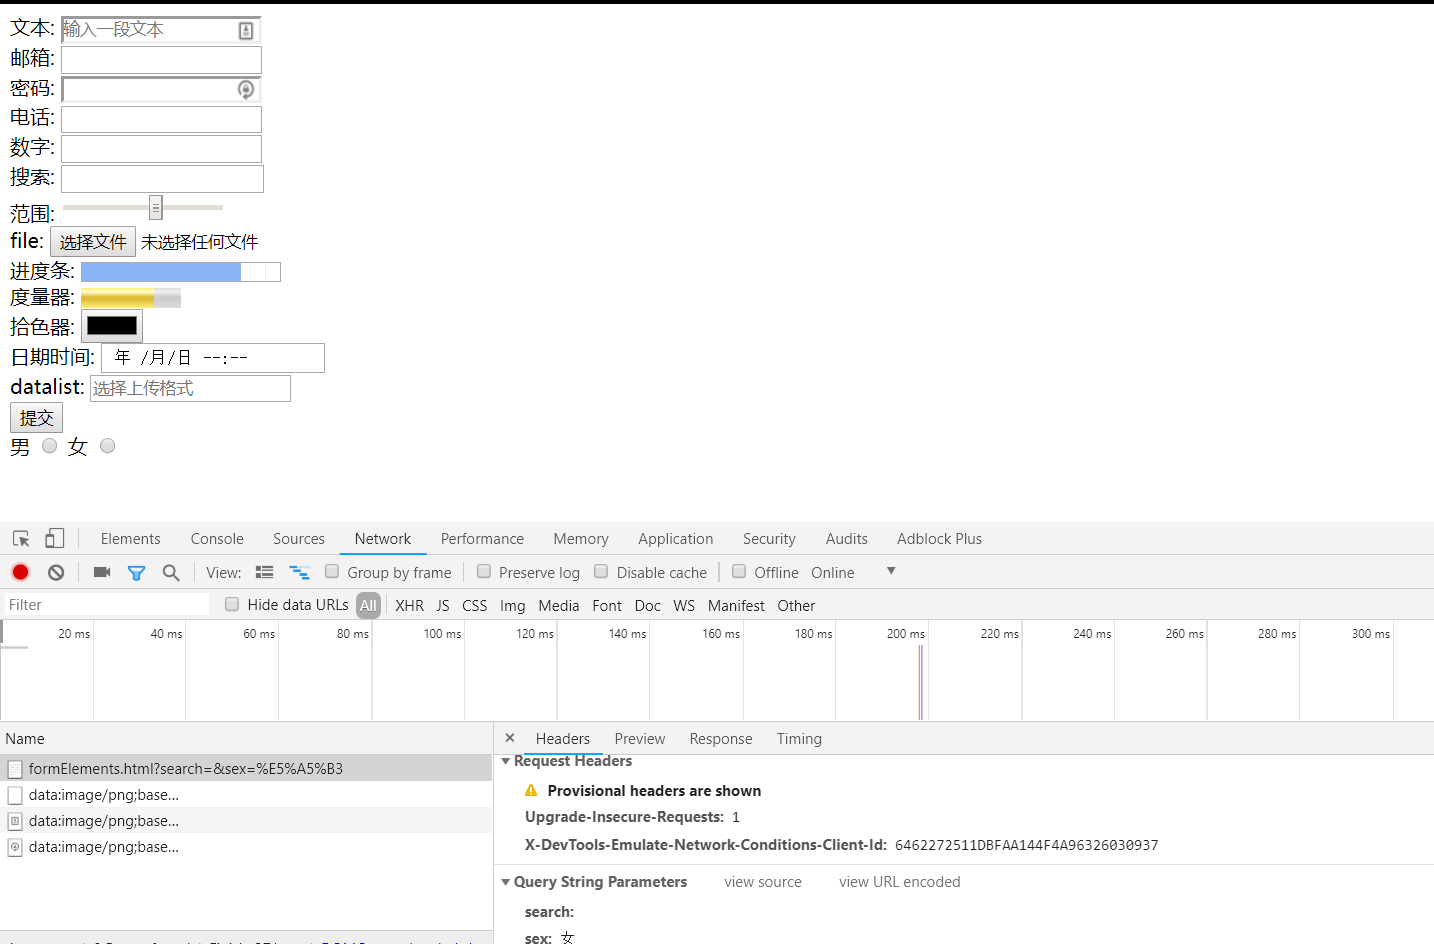 文本: 输入一段文本
邮箱:
密码:
电话:
数字:
搜索:
范围:
file: 选择文件 未选择任何文件
进度条:
度量器:
拾色器:
日期时间: 年 /月/日 --:--
datalist: 选择上传格式
提交
男 女
Elements Console Sources Network Performance Memory Application Security Audits Adblock Plus
View: Group by frame Preserve log Disable cache Offline Online
Filter Hide data URLs All XHR JS CSS Img Media Font Doc WS Manifest Other
20 ms 40 ms 60 ms 80 ms 100 ms 120 ms 140 ms 160 ms 180 ms 200 ms 220 ms 240 ms 260 ms 280 ms 300 ms
Name
formElements.html?search=&sex=%E5%A5%B3
data:image/png;base...
data:image/png;base...
data:image/png;base...
× Headers Preview Response Timing
Request Headers
Provisional headers are shown
Upgrade-Insecure-Requests: 1
X-DevTools-Emulate-Network-Conditions-Client-Id: 6462272511DBFAA144F4A96326030937
Query String Parameters view source view URL encoded
search:
sex: 女